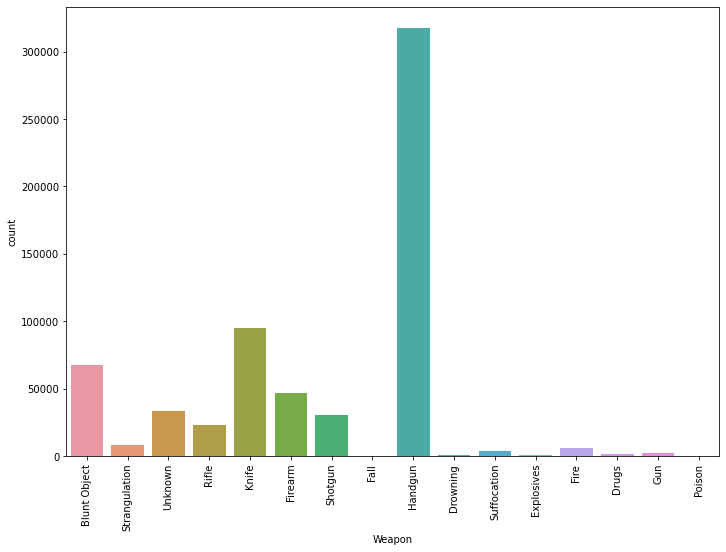 300000
250000
200000
150000
100000
50000
0
count
Blunt Object
Strangulation
Unknown
Rifle
Knife
Firearm
Shotgun
Fall
Handgun
Drowning
Suffocation
Explosives
Fire
Drugs
Gun
Poison
Weapon